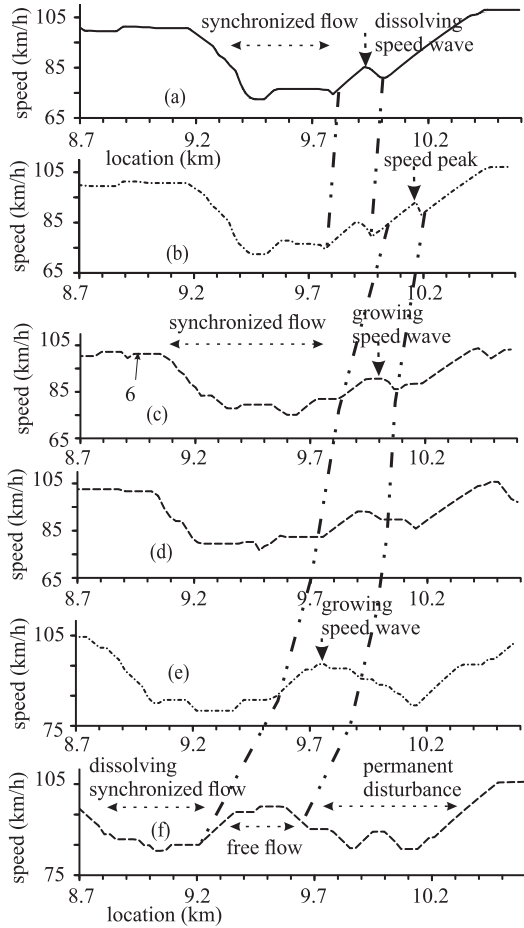 speed (km/h)
105
85
65
synchronized flow
dissolving
speed wave
(a)
8.7 9.2 9.7 10.2
location (km)
speed (km/h)
105
85
65
speed peak
(b)
8.7 9.2 9.7 10.2
speed (km/h)
105
85
65
synchronized flow
growing
speed wave
6
(c)
8.7 9.2 9.7 10.2
speed (km/h)
105
85
65
(d)
8.7 9.2 9.7 10.2
speed (km/h)
105
75
growing
speed wave
(e)
8.7 9.2 9.7 10.2
speed (km/h)
105
75
dissolving
synchronized flow
permanent
disturbance
(f)
free flow
8.7 9.2 9.7 10.2
location (km)